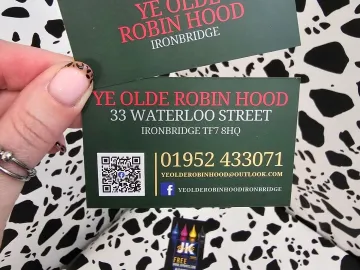 YE OLDE
ROBIN HOOD
IRONBRIDGE
YE OLDE ROBIN HOOD
33 WATERLOO STREET
IRONBRIDGE TF7 8HQ
01952 433071
YEOLDEROBINHOOD@OUTLOOK.COM
f YEOLDEROBINHOODIRONBRIDGE
JK
FREE